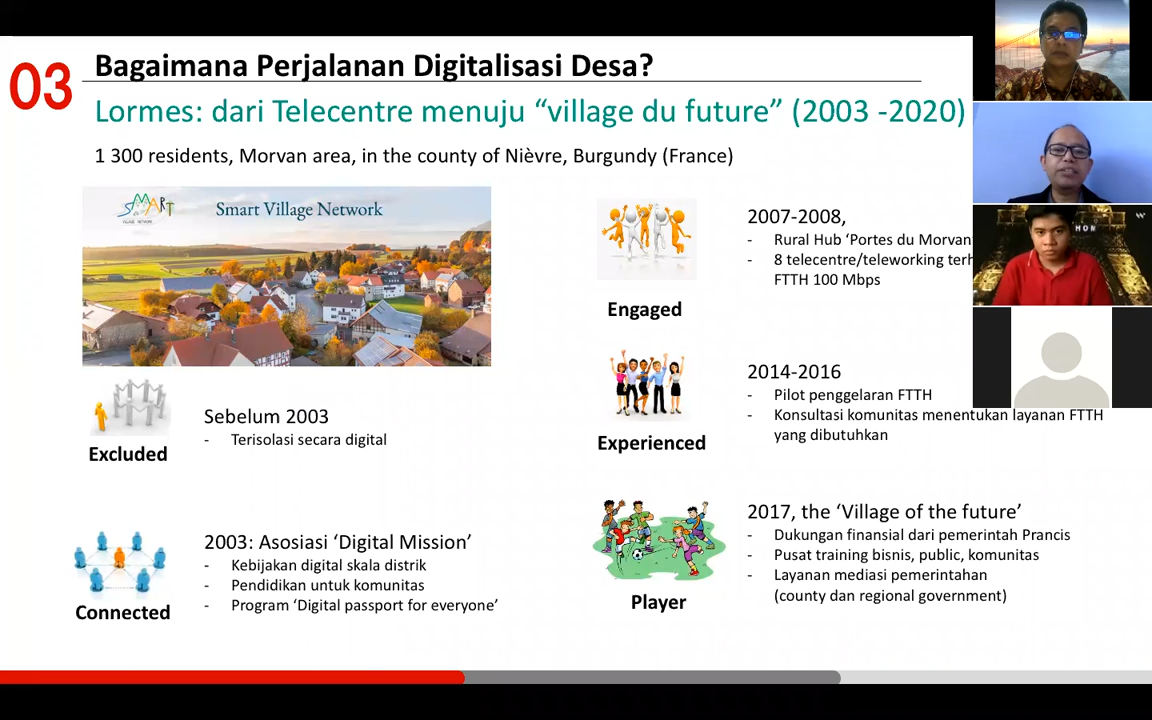 03
Bagaimana Perjalanan Digitalisasi Desa?
Lormes: dari Telecentre menuju “village du future” (2003 -2020)
1 300 residents, Morvan area, in the county of Nièvre, Burgundy (France)
SMART
VILLAGE NETWORK
Smart Village Network
Excluded
Sebelum 2003
- Terisolasi secara digital
Connected
2003: Asosiasi ‘Digital Mission’
- Kebijakan digital skala distrik
- Pendidikan untuk komunitas
- Program ‘Digital passport for everyone’
Engaged
2007-2008,
- Rural Hub ‘Portes du Morvan
- 8 telecentre/teleworking
FTTH 100 Mbps
Experienced
2014-2016
- Pilot penggelaran FTTH
- Konsultasi komunitas menentukan layanan FTTH
yang dibutuhkan
Player
2017, the ‘Village of the future’
- Dukungan finansial dari pemerintah Prancis
- Pusat training bisnis, public, komunitas
- Layanan mediasi pemerintahan
(county dan regional government)